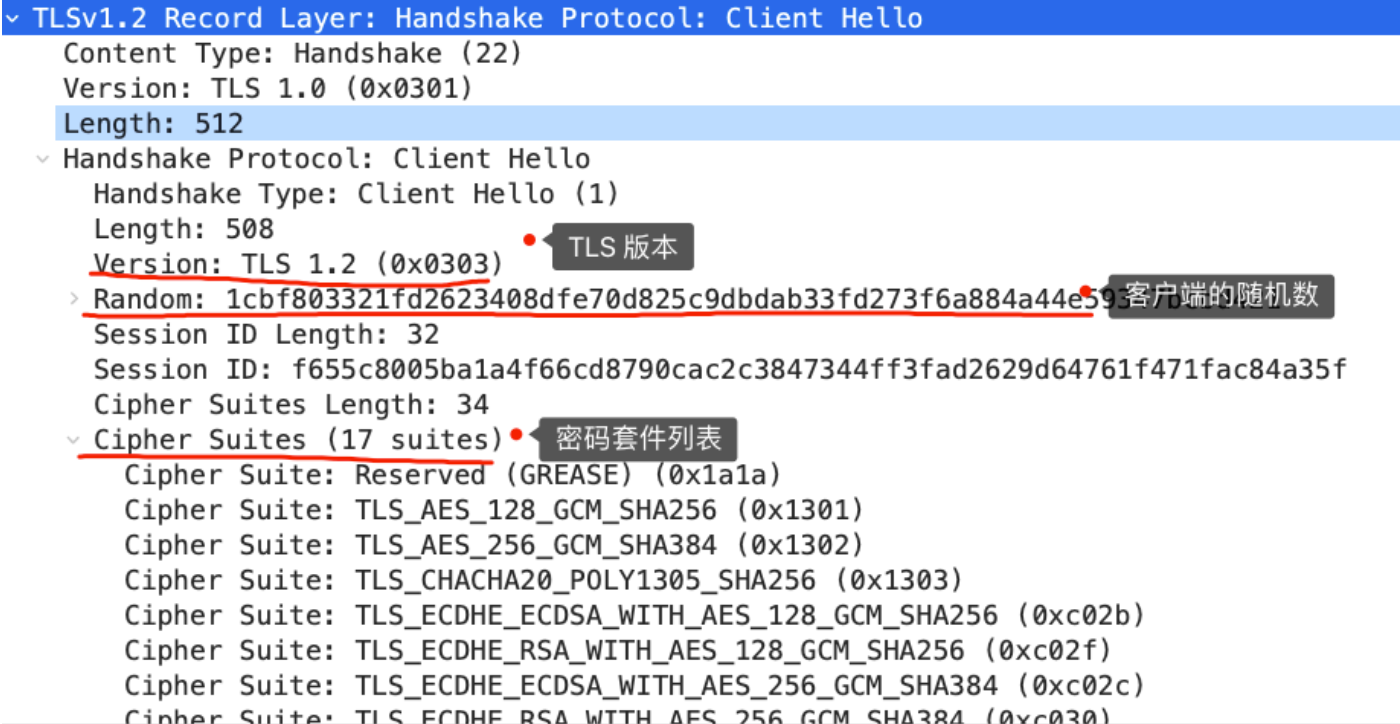 TLSv1.2 Record Layer: Handshake Protocol: Client Hello
Content Type: Handshake (22)
Version: TLS 1.0 (0x0301)
Length: 512
Handshake Protocol: Client Hello
Handshake Type: Client Hello (1)
Length: 508
TLS 版本
Version: TLS 1.2 (0x0303)
Random: 1cbf803321fd2623408dfe70d825c9dbdab33fd273f6a884a44e593
客户端的随机数
Session ID Length: 32
Session ID: f655c8005ba1a4f66cd8790cac2c3847344ff3fad2629d64761f471fac84a35f
Cipher Suites Length: 34
Cipher Suites (17 suites)
密码套件列表
Cipher Suite: Reserved (GREASE) (0x1a1a)
Cipher Suite: TLS_AES_128_GCM_SHA256 (0x1301)
Cipher Suite: TLS_AES_256_GCM_SHA384 (0x1302)
Cipher Suite: TLS_CHACHA20_POLY1305_SHA256 (0x1303)
Cipher Suite: TLS_ECDHE_ECDSA_WITH_AES_128_GCM_SHA256 (0xc02b)
Cipher Suite: TLS_ECDHE_RSA_WITH_AES_128_GCM_SHA256 (0xc02f)
Cipher Suite: TLS_ECDHE_ECDSA_WITH_AES_256_GCM_SHA384 (0xc02c)
Cipher Suite: TLS_ECDHE_RSA_WITH_AES_256_GCM_SHA384 (0xc030)